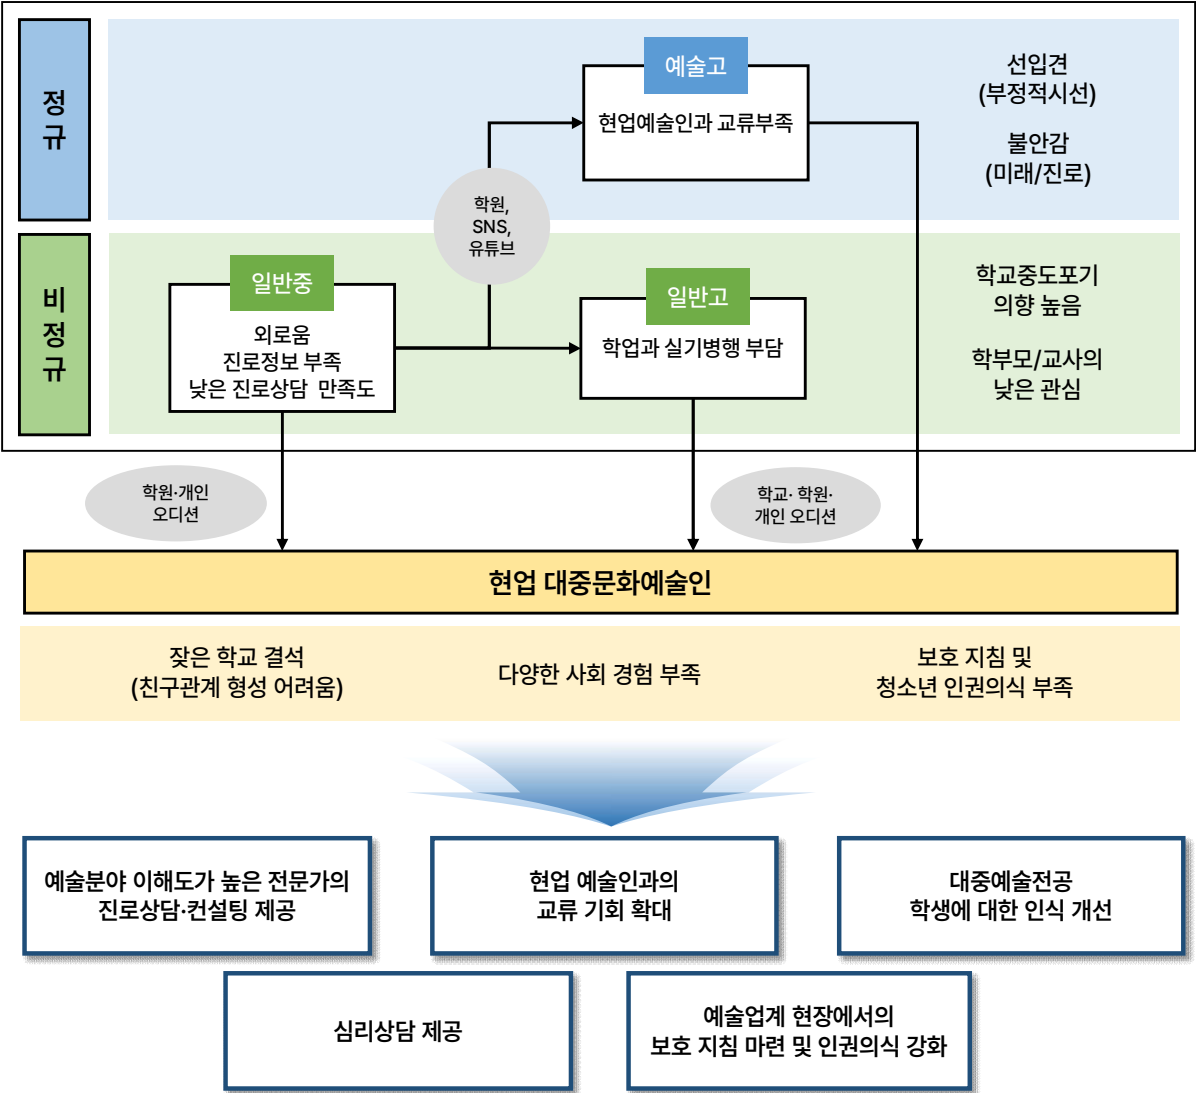 정
규
예술고
현업예술인과 교류부족
선입견
(부정적시선)
불안감
(미래/진로)
학원,
SNS,
유튜브
비
정
규
일반중
외로움
진로정보 부족
낮은 진로상담 만족도
일반고
학업과 실기병행 부담
학교중도포기
의향 높음
학부모/교사의
낮은 관심
학원·개인
오디션
학교· 학원·
개인 오디션
현업 대중문화예술인
잦은 학교 결석
(친구관계 형성 어려움)
다양한 사회 경험 부족
보호 지침 및
청소년 인권의식 부족
예술분야 이해도가 높은 전문가의
진로상담·컨설팅 제공
현업 예술인과의
교류 기회 확대
대중예술전공
학생에 대한 인식 개선
심리상담 제공
예술업계 현장에서의
보호 지침 마련 및 인권의식 강화